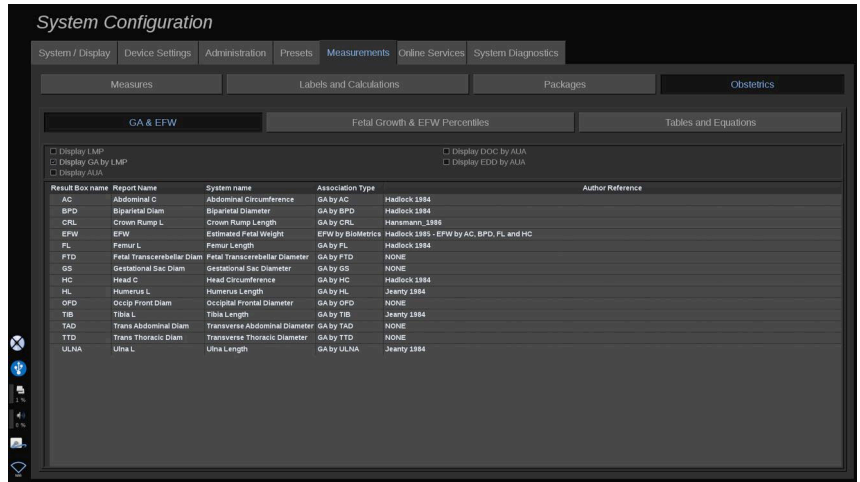 System Configuration
System / Display Device Settings Administration Presets Measurements Online Services System Diagnostics
Measures Labels and Calculations Packages Obstetrics
GA & EFW Fetal Growth & EFW Percentiles Tables and Equations
Display LMP Display DOC by AUA
Display GA by LMP Display EDD by AUA
Display AUA
Result Box name Report Name System name Association Type Author Reference
AC Abdominal C Abdominal Circumference GA by AC Hadlock 1984
BPD Biparietal Diam Biparietal Diameter GA by BPD Hadlock 1984
CRL Crown Rump L Crown Rump Length GA by CRL Hansmann_1986
EFW EFW Estimated Fetal Weight EFW by BioMetrics Hadlock 1985 - EFW by AC, BPD, FL and HC
FL Femur L Femur Length GA by FL Hadlock 1984
FTD Fetal Transcerebellar Diam Fetal Transcerebellar Diameter GA by FTD NONE
GS Gestational Sac Diam Gestational Sac Diameter GA by GS NONE
HC Head C Head Circumference GA by HC Hadlock 1984
HL Humerus L Humerus Length GA by HL Jeanty 1984
OFD Occip Front Diam Occipital Frontal Diameter GA by OFD NONE
TIB Tibia L Tibia Length GA by TIB Jeanty 1984
TAD Trans Abdominal Diam Transverse Abdominal Diameter GA by TAD NONE
TTD Trans Thoracic Diam Transverse Thoracic Diameter GA by TTD NONE
ULNA Ulna L Ulna Length GA by ULNA Jeanty 1984
1 %
0 %